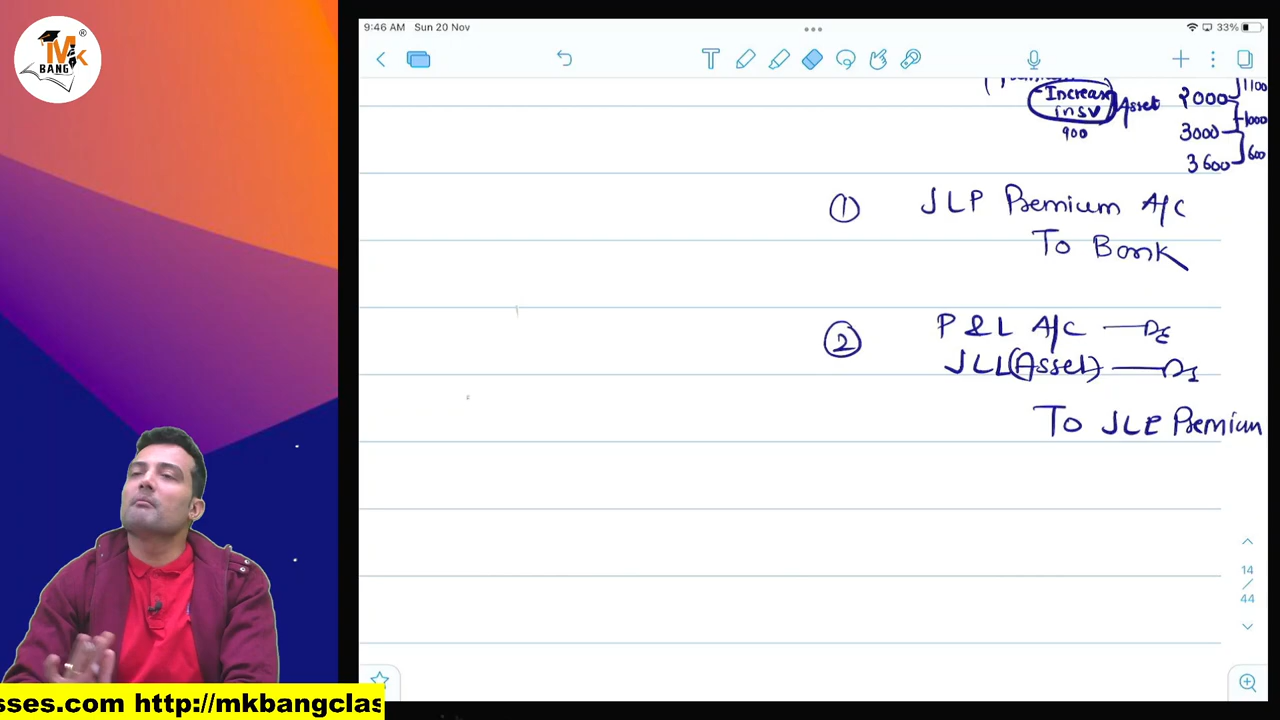 9:46 AM Sun 20 Nov
33%
MK
BANG
®
1100
-Increase
in SV
Asset
2000
1000
900
3000
600
3600
① JLP Premium A/C
To Bank
② P & L A/C — Dr
JLL(Asset) — Dr
To JLP Premium
14
/
44
sses.com http://mkbangclas